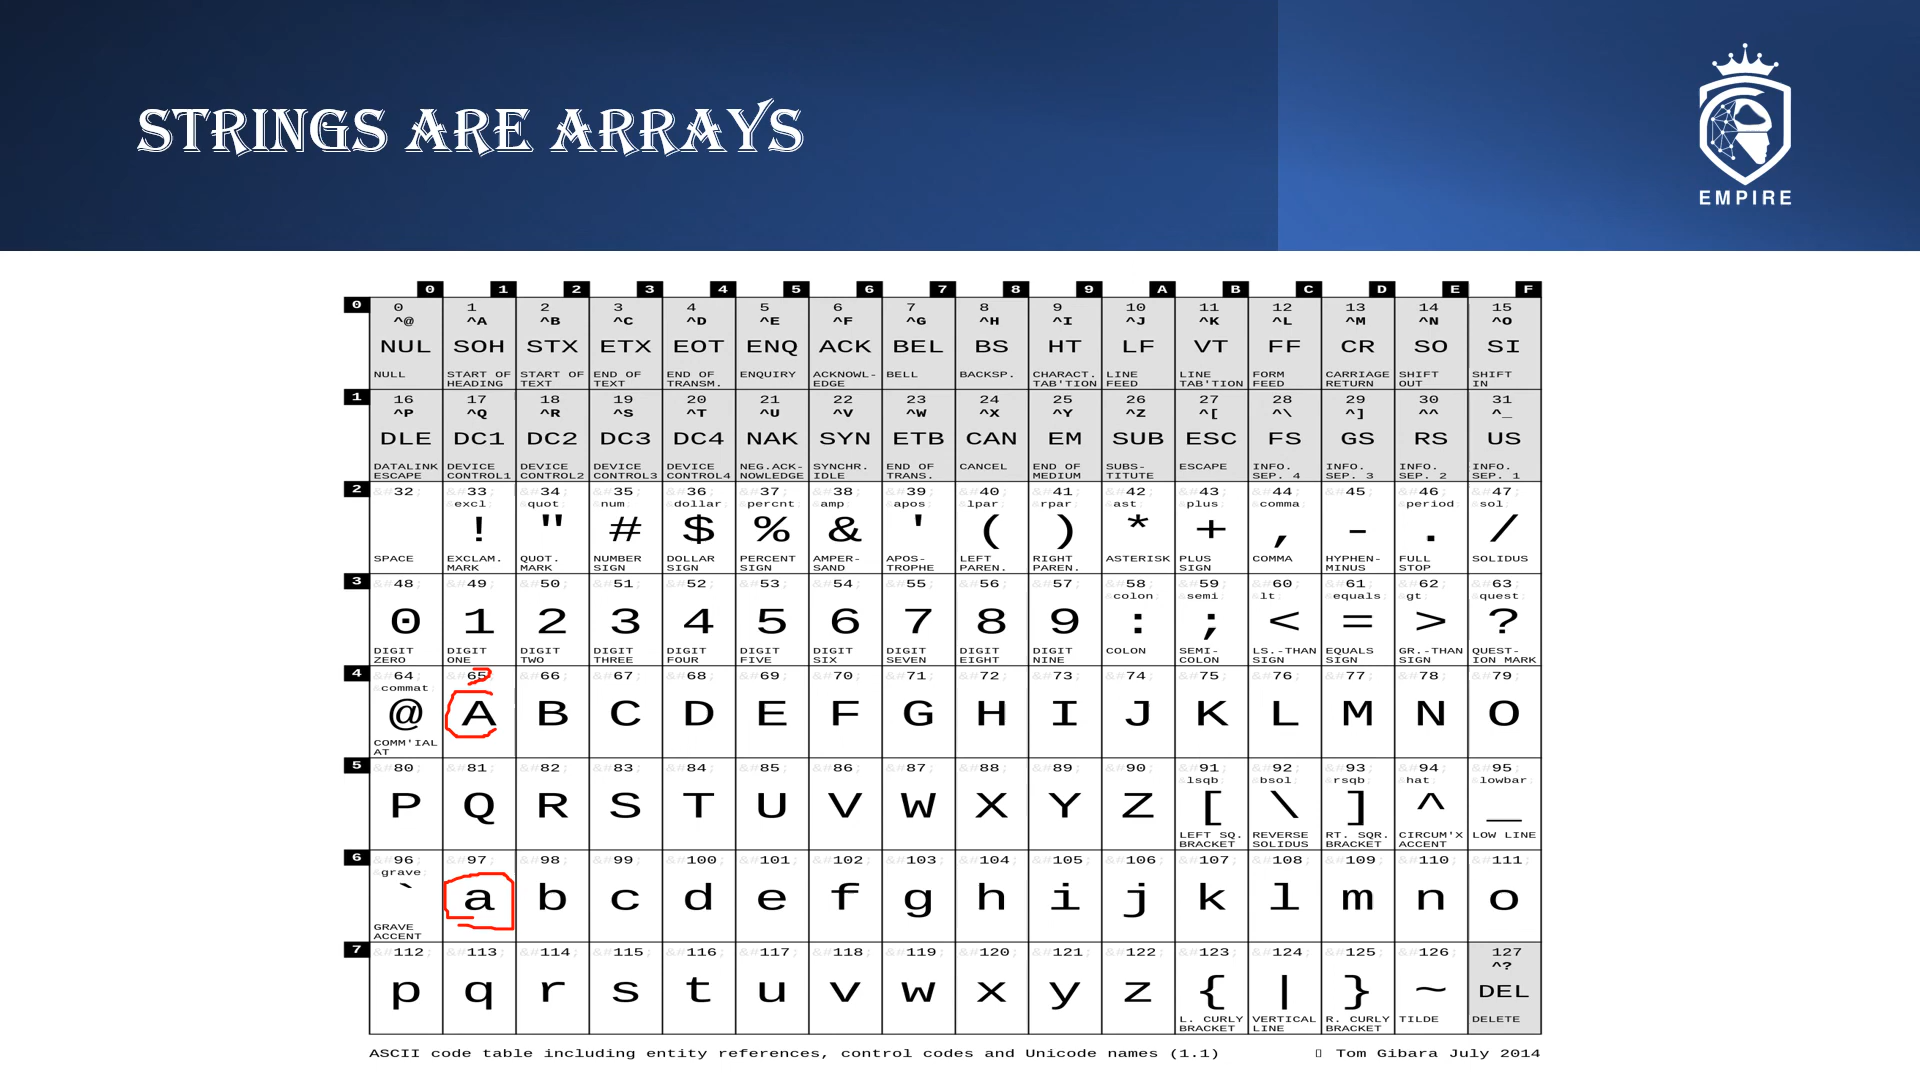 STRINGS ARE ARRAYS
EMPIRE
0 1 2 3 4 5 6 7 8 9 A B C D E F
0 0 1 2 3 4 5 6 7 8 9 10 11 12 13 14 15
^@ ^A ^B ^C ^D ^E ^F ^G ^H ^I ^J ^K ^L ^M ^N ^O
NUL SOH STX ETX EOT ENQ ACK BEL BS HT LF VT FF CR SO SI
NULL START OF START OF END OF END OF ENQUIRY ACKNOWL- BELL BACKSP. CHARACT. LINE LINE FORM CARRIAGE SHIFT SHIFT
HEADING TEXT TEXT TRANSM. EDGE TAB'TION FEED TAB'TION FEED RETURN OUT IN
1 16 17 18 19 20 21 22 23 24 25 26 27 28 29 30 31
^P ^Q ^R ^S ^T ^U ^V ^W ^X ^Y ^Z ^[ ^\ ^] ^^ ^_
DLE DC1 DC2 DC3 DC4 NAK SYN ETB CAN EM SUB ESC FS GS RS US
DATALINK DEVICE DEVICE DEVICE DEVICE NEG.ACK- SYNCHR. END OF CANCEL END OF SUBS- ESCAPE INFO. INFO. INFO. INFO.
ESCAPE CONTROL1 CONTROL2 CONTROL3 CONTROL4 NOWLEDGE IDLE TRANS. MEDIUM TITUTE SEP. 4 SEP. 3 SEP. 2 SEP. 1
2 &#32; &#33; &#34; &#35; &#36; &#37; &#38; &#39; &#40; &#41; &#42; &#43; &#44; &#45; &#46; &#47;
&excl; &quot; &num; &dollar; &percnt; &amp; &apos; &lpar; &rpar; &ast; &plus; &comma; &period; &sol;
! " # $ % & ' ( ) * + , - . /
SPACE EXCLAM. QUOT. NUMBER DOLLAR PERCENT AMPER- APOS- LEFT RIGHT ASTERISK PLUS COMMA HYPHEN- FULL SOLIDUS
MARK MARK SIGN SIGN SIGN SAND TROPHE PAREN. PAREN. SIGN MINUS STOP
3 &#48; &#49; &#50; &#51; &#52; &#53; &#54; &#55; &#56; &#57; &#58; &#59; &#60; &#61; &#62; &#63;
&colon; &semi; &lt; &equals; &gt; &quest;
0 1 2 3 4 5 6 7 8 9 : ; < = > ?
DIGIT DIGIT DIGIT DIGIT DIGIT DIGIT DIGIT DIGIT DIGIT DIGIT COLON SEMI- LS.-THAN EQUALS GR.-THAN QUEST-
ZERO ONE TWO THREE FOUR FIVE SIX SEVEN EIGHT NINE COLON SIGN SIGN SIGN ION MARK
4 &#64; &#65; &#66; &#67; &#68; &#69; &#70; &#71; &#72; &#73; &#74; &#75; &#76; &#77; &#78; &#79;
&commat;
@ A B C D E F G H I J K L M N O
COMM'IAL
AT
5 &#80; &#81; &#82; &#83; &#84; &#85; &#86; &#87; &#88; &#89; &#90; &#91; &#92; &#93; &#94; &#95;
&lsqb; &bsol; &rsqb; &hat; &lowbar;
P Q R S T U V W X Y Z [ \ ] ^ _
LEFT SQ. REVERSE RT. SQR. CIRCUM'X LOW LINE
BRACKET SOLIDUS BRACKET ACCENT
6 &#96; &#97; &#98; &#99; &#100; &#101; &#102; &#103; &#104; &#105; &#106; &#107; &#108; &#109; &#110; &#111;
&grave;
` a b c d e f g h i j k l m n o
GRAVE
ACCENT
7 &#112; &#113; &#114; &#115; &#116; &#117; &#118; &#119; &#120; &#121; &#122; &#123; &#124; &#125; &#126; 127
^?
p q r s t u v w x y z { | } ~ DEL
L. CURLY VERTICAL R. CURLY TILDE DELETE
BRACKET LINE BRACKET
ASCII code table including entity references, control codes and Unicode names (1.1) Tom Gibara July 2014